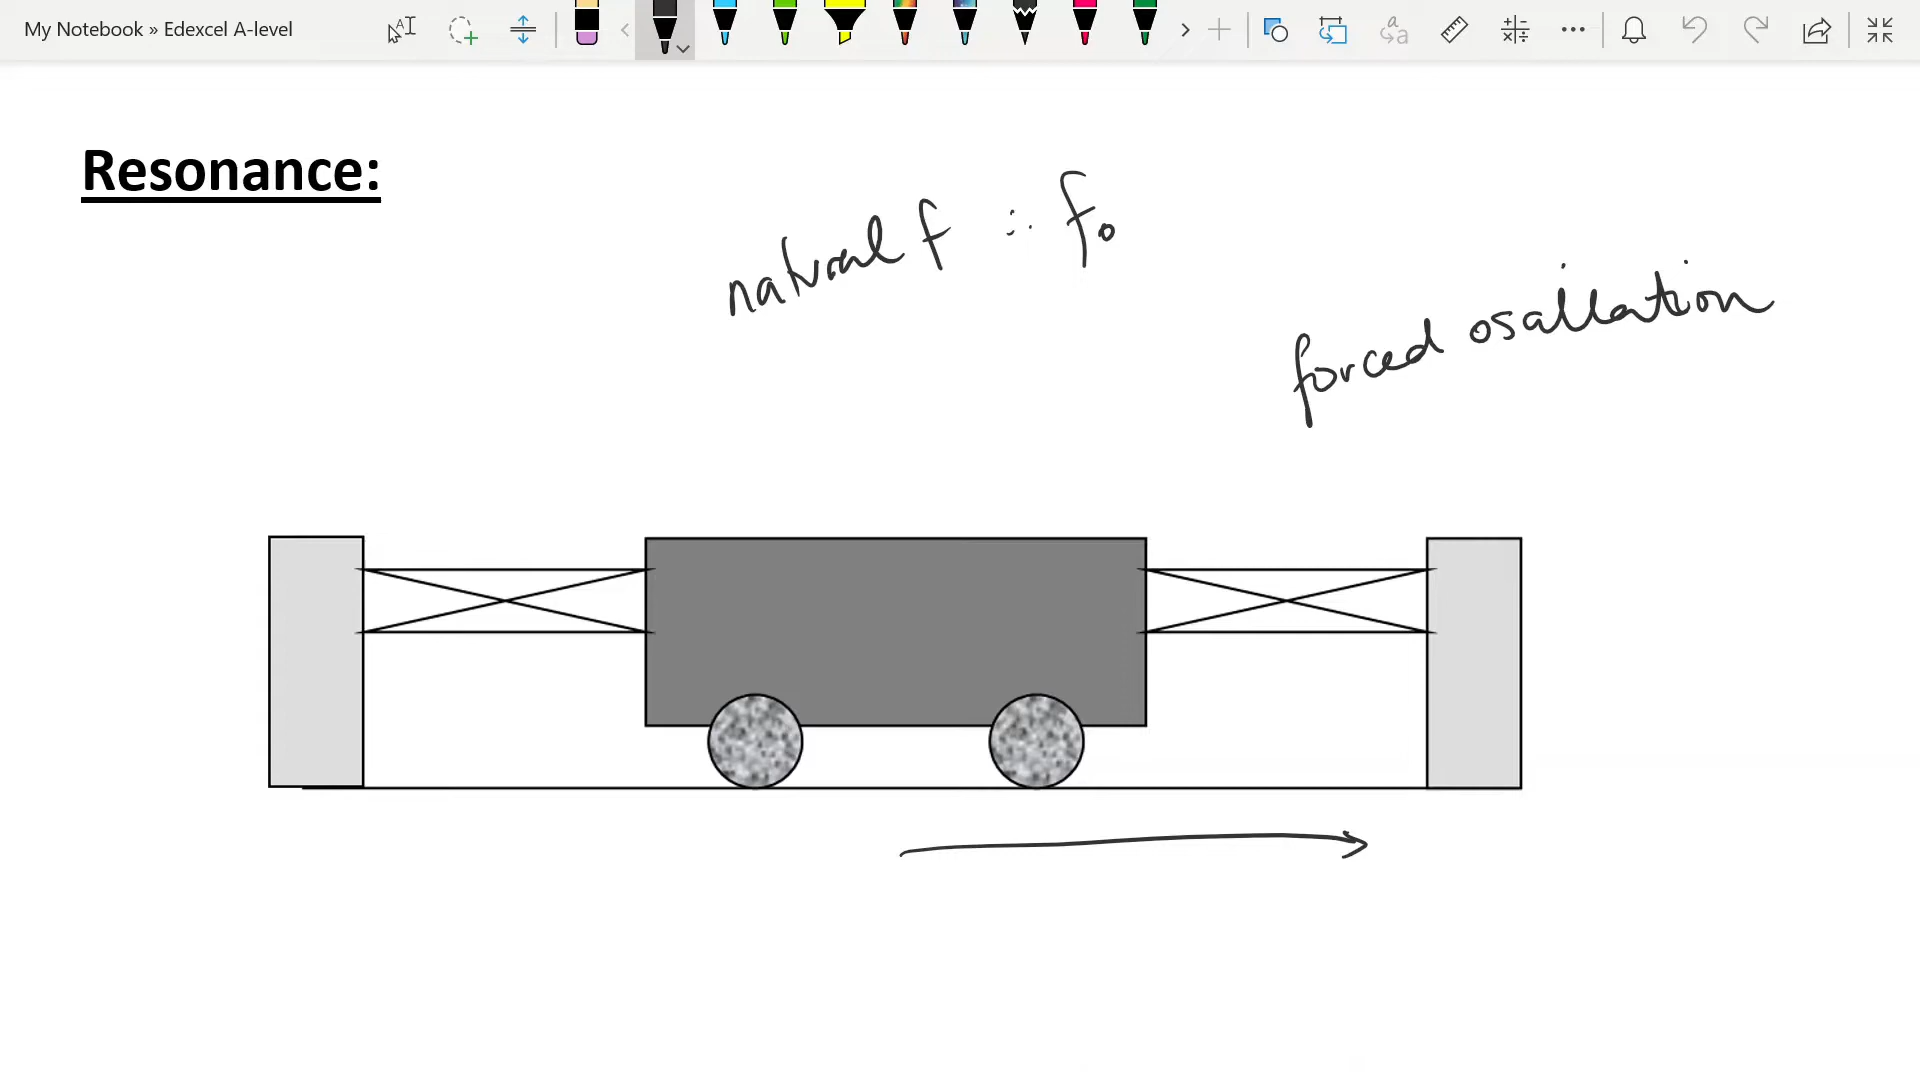 My Notebook » Edexcel A-level
Resonance:
natural f ∴ f₀
forced osallation